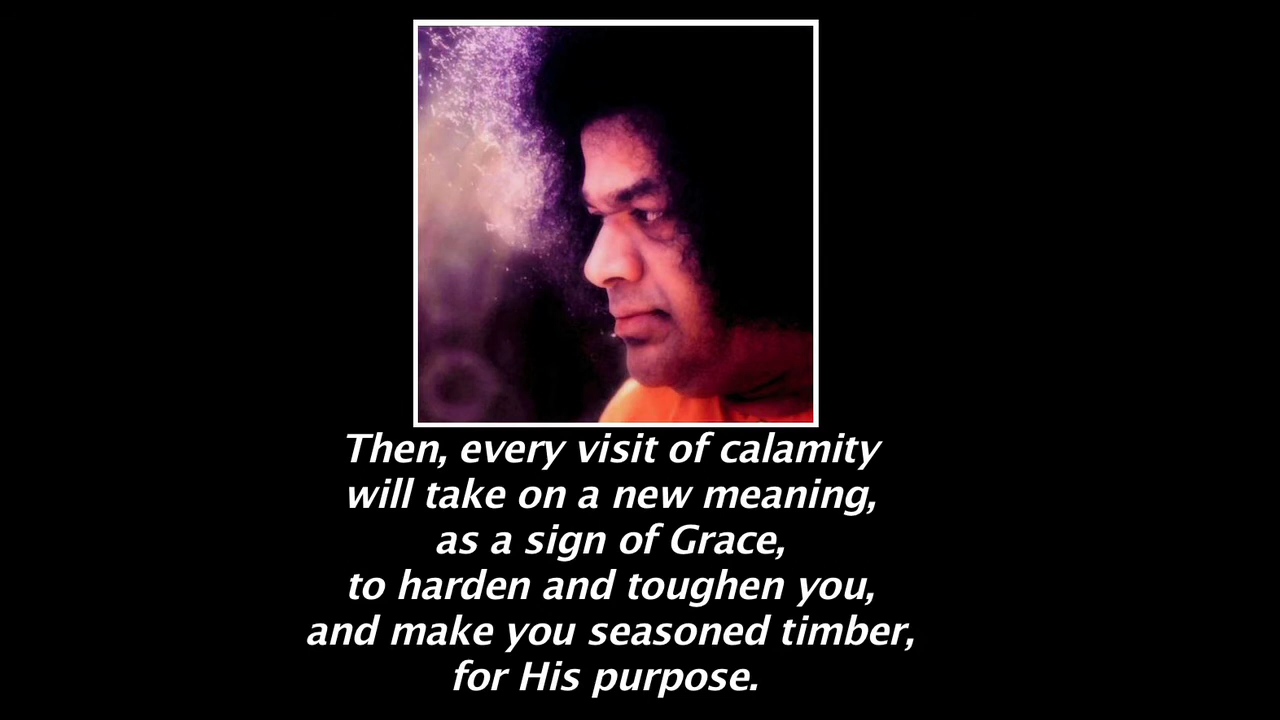 Then, every visit of calamity
will take on a new meaning,
as a sign of Grace,
to harden and toughen you,
and make you seasoned timber,
for His purpose.